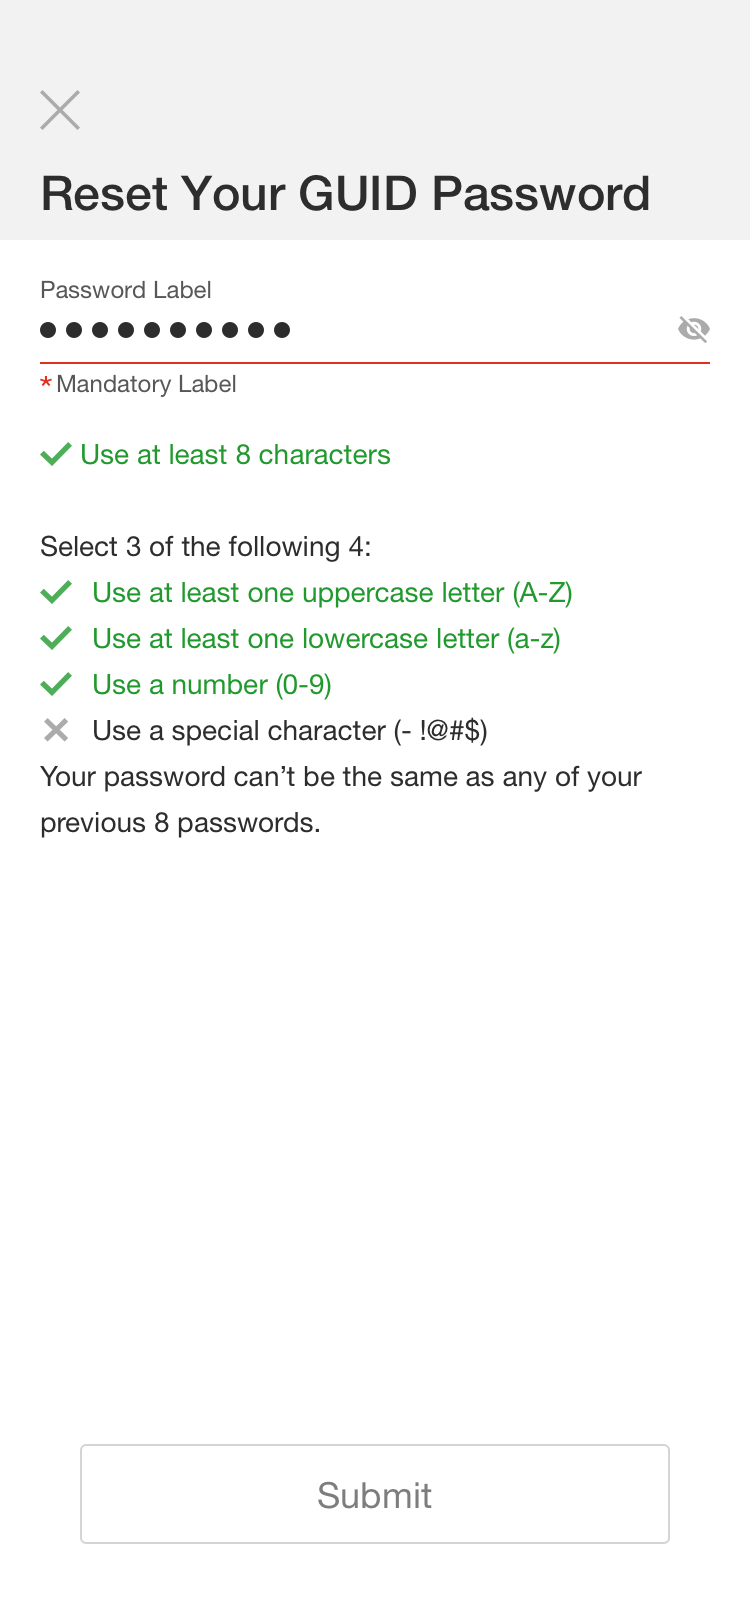 Reset Your GUID Password
Password Label
●●●●●●●●●●
* Mandatory Label
Use at least 8 characters
Select 3 of the following 4:
Use at least one uppercase letter (A-Z)
Use at least one lowercase letter (a-z)
Use a number (0-9)
Use a special character (- !@#$)
Your password can’t be the same as any of your
previous 8 passwords.
Submit